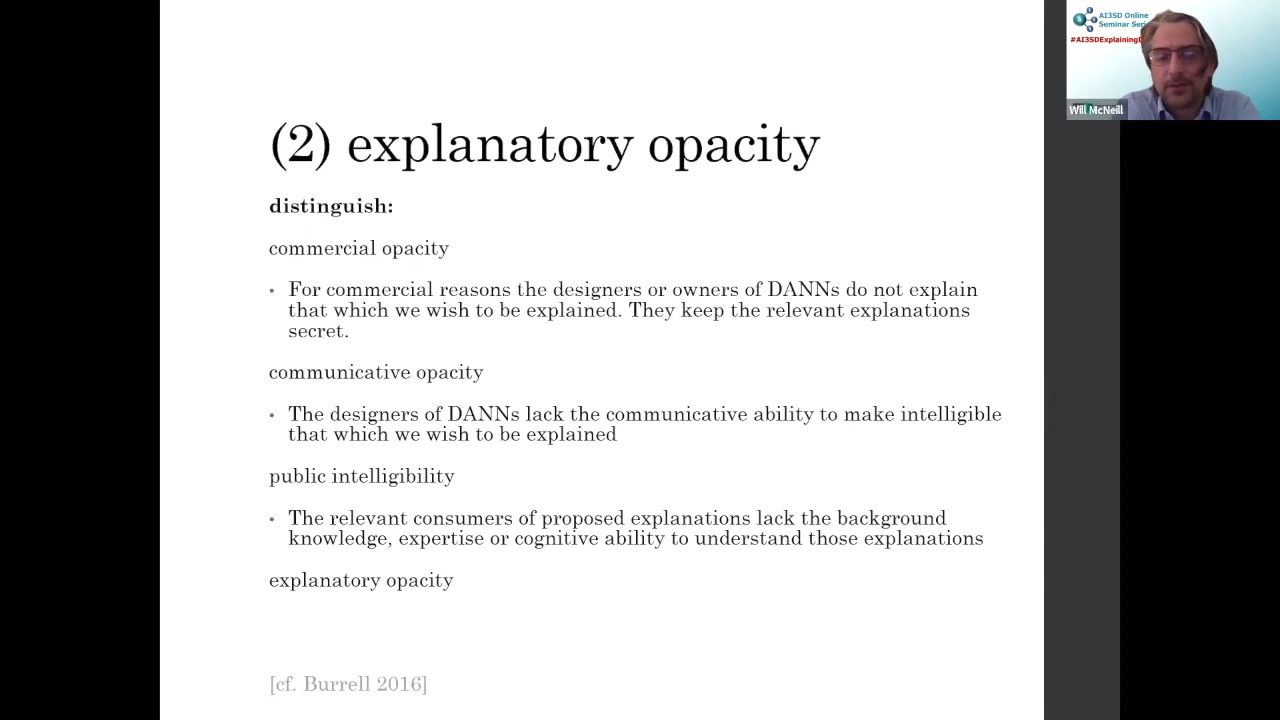 (2) explanatory opacity
distinguish:
commercial opacity
• For commercial reasons the designers or owners of DANNs do not explain
that which we wish to be explained. They keep the relevant explanations
secret.
communicative opacity
• The designers of DANNs lack the communicative ability to make intelligible
that which we wish to be explained
public intelligibility
• The relevant consumers of proposed explanations lack the background
knowledge, expertise or cognitive ability to understand those explanations
explanatory opacity
[cf. Burrell 2016]
AI3SD Online
Seminar Seri
#AI3SDExplaining
Will McNeill